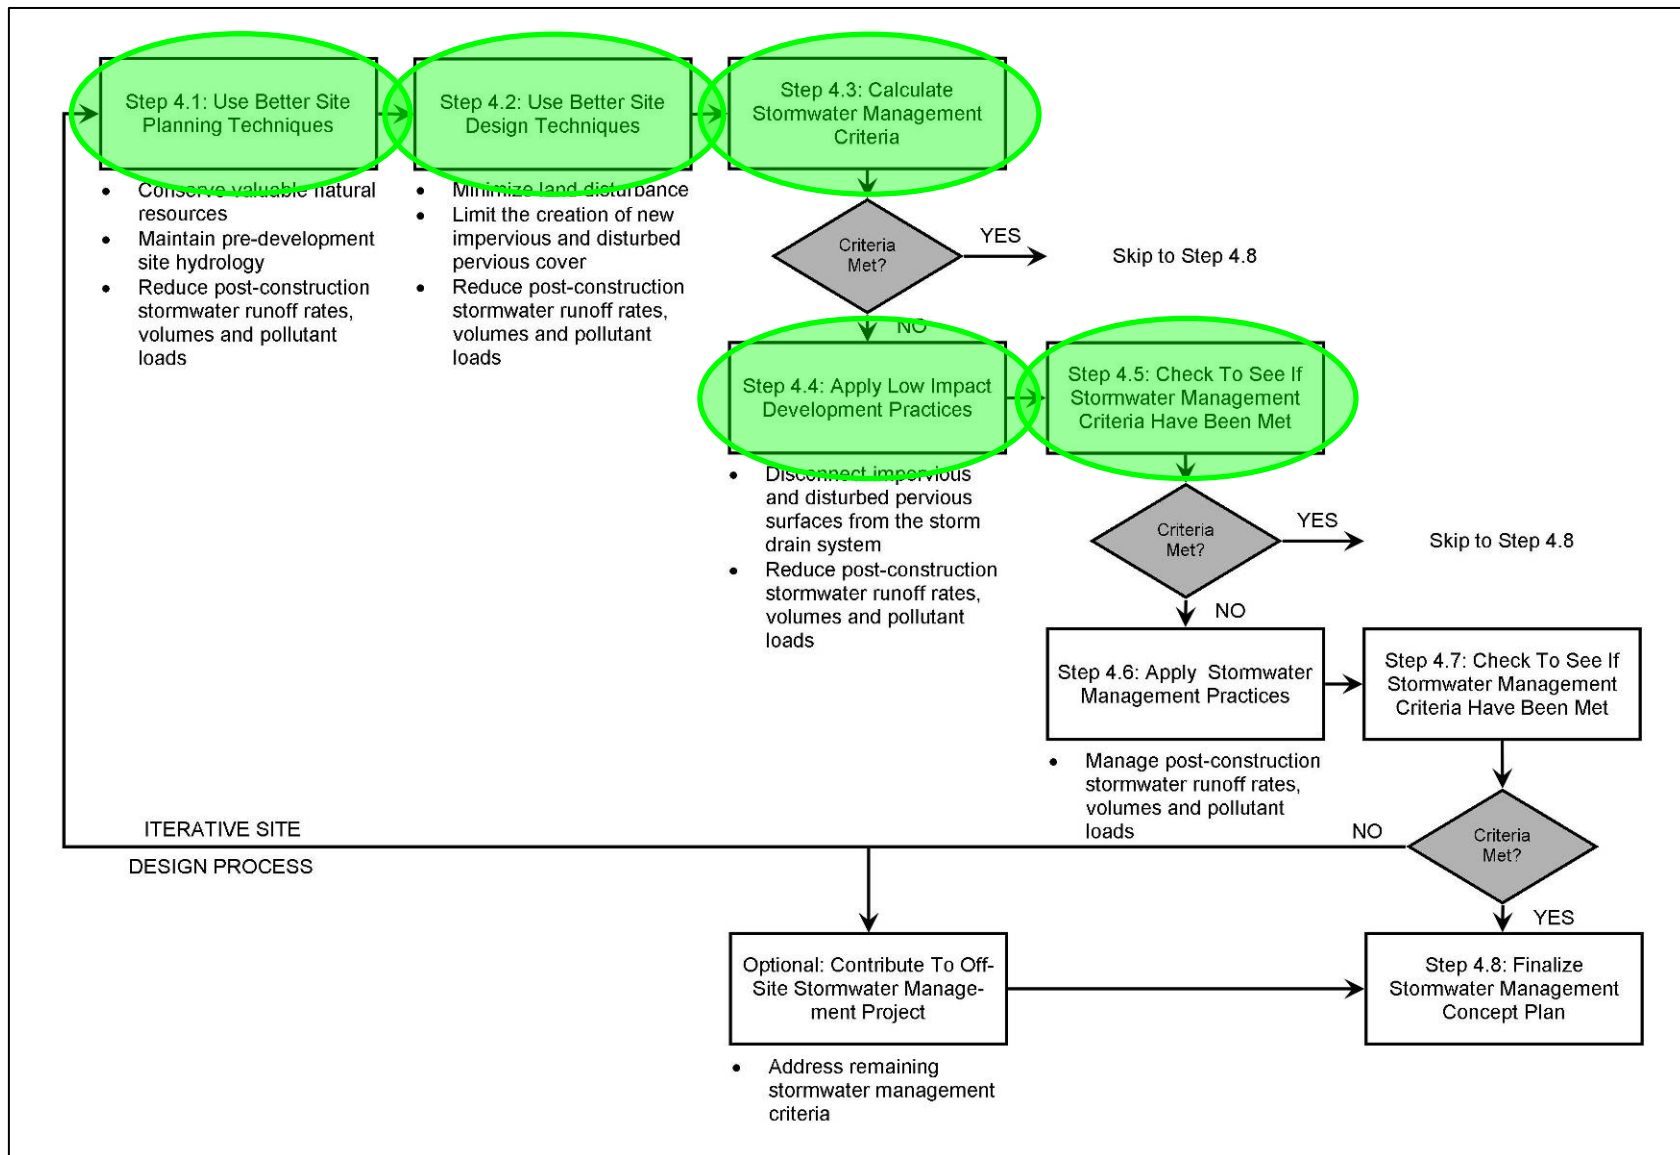 Step 4.1: Use Better Site
Planning Techniques
Step 4.2: Use Better Site
Design Techniques
Step 4.3: Calculate
Stormwater Management
Criteria
• Conserve valuable natural
resources
• Maintain pre-development
site hydrology
• Reduce post-construction
stormwater runoff rates,
volumes and pollutant
loads
• Minimize land disturbance
• Limit the creation of new
impervious and disturbed
pervious cover
• Reduce post-construction
stormwater runoff rates,
volumes and pollutant
loads
Criteria
Met?
YES
Skip to Step 4.8
NO
Step 4.4: Apply Low Impact
Development Practices
Step 4.5: Check To See If
Stormwater Management
Criteria Have Been Met
• Disconnect impervious
and disturbed pervious
surfaces from the storm
drain system
• Reduce post-construction
stormwater runoff rates,
volumes and pollutant
loads
Criteria
Met?
YES
Skip to Step 4.8
NO
Step 4.6: Apply Stormwater
Management Practices
Step 4.7: Check To See If
Stormwater Management
Criteria Have Been Met
• Manage post-construction
stormwater runoff rates,
volumes and pollutant
loads
ITERATIVE SITE
DESIGN PROCESS
NO
Criteria
Met?
YES
Optional: Contribute To Off-
Site Stormwater Manage-
ment Project
Step 4.8: Finalize
Stormwater Management
Concept Plan
• Address remaining
stormwater management
criteria